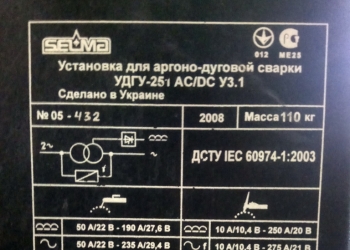 SELMA
012 ME25
Установка для аргоно-дуговой сварки
УДГУ-251 AC/DC У3.1
Сделано в Украине
№ 05 - 432 2008 Масса 110 кг
2~
ДСТУ IEC 60974-1:2003
50 А/22 В - 190 А/27,6 В 10 А/10,4 В - 250 А/20 В
50 А/22 В - 235 А/29,4 В f 10 А/10,4 В - 275 А/21 В